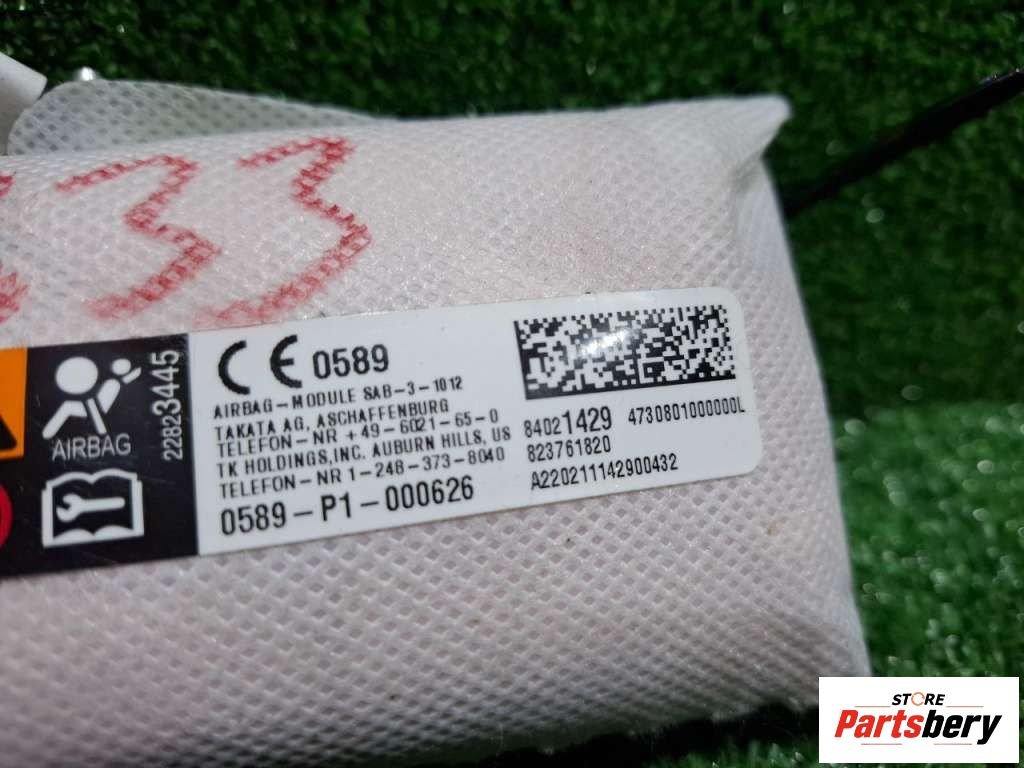 33
AIRBAG
22823445
CE 0589
AIRBAG-MODULE SAB-3-1012
TAKATA AG, ASCHAFFENBURG
TELEFON-NR +49-6021-65-0
TK HOLDINGS,INC. AUBURN HILLS, US
TELEFON-NR 1-248-373-8040
0589-P1-000626
84021429 4730801000000L
823761820
A220211142900432
STORE
Partsbery